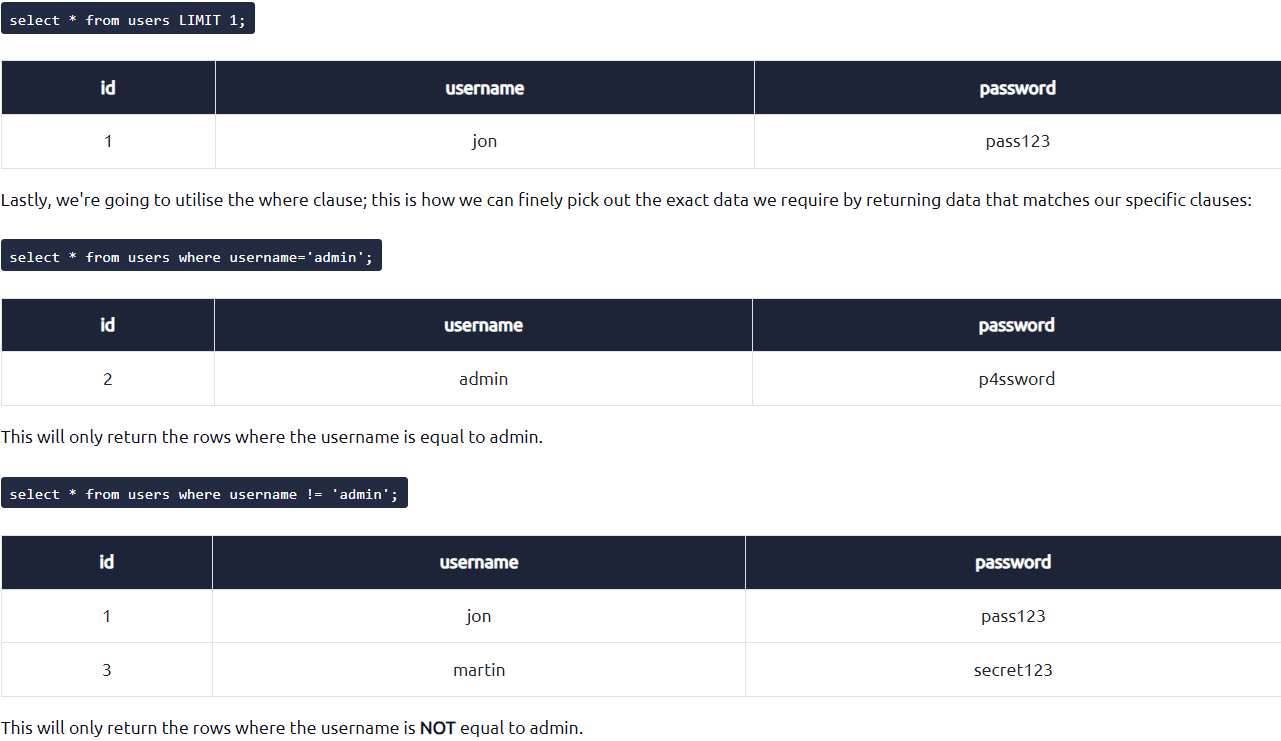 select * from users LIMIT 1;
id username password
1 jon pass123
Lastly, we're going to utilise the where clause; this is how we can finely pick out the exact data we require by returning data that matches our specific clauses:
select * from users where username='admin';
id username password
2 admin p4ssword
This will only return the rows where the username is equal to admin.
select * from users where username != 'admin';
id username password
1 jon pass123
3 martin secret123
This will only return the rows where the username is NOT equal to admin.